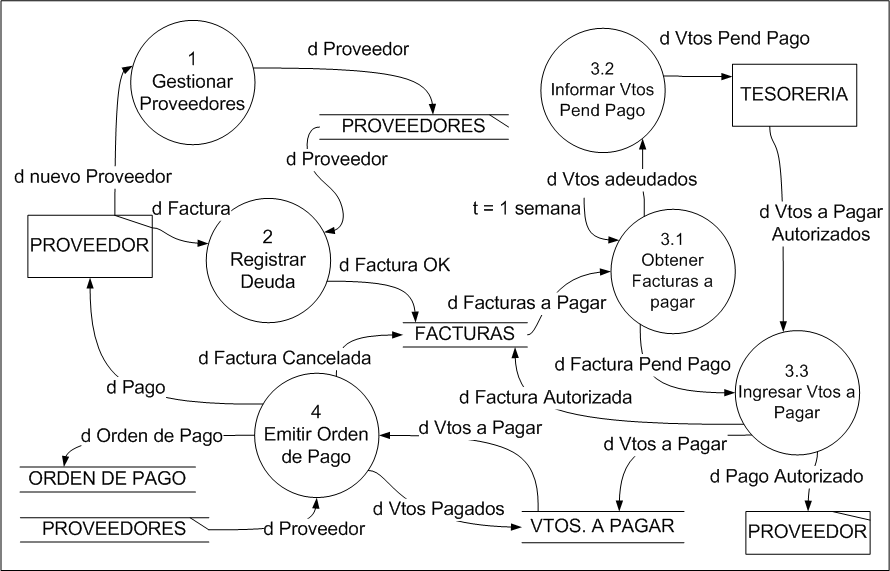 1
Gestionar
Proveedores
d Proveedor
3.2
Informar Vtos
Pend Pago
d Vtos Pend Pago
TESORERIA
PROVEEDORES
d Proveedor
d nuevo Proveedor
d Factura
d Vtos adeudados
t = 1 semana
PROVEEDOR
2
Registrar
Deuda
3.1
Obtener
Facturas a
pagar
d Vtos a Pagar
Autorizados
d Factura OK
d Facturas a Pagar
FACTURAS
d Factura Cancelada
d Factura Pend Pago
d Pago
d Factura Autorizada
3.3
Ingresar Vtos a
Pagar
4
Emitir Orden
de Pago
d Orden de Pago
d Vtos a Pagar
d Vtos a Pagar
d Pago Autorizado
ORDEN DE PAGO
d Vtos Pagados
PROVEEDORES
d Proveedor
VTOS. A PAGAR
PROVEEDOR